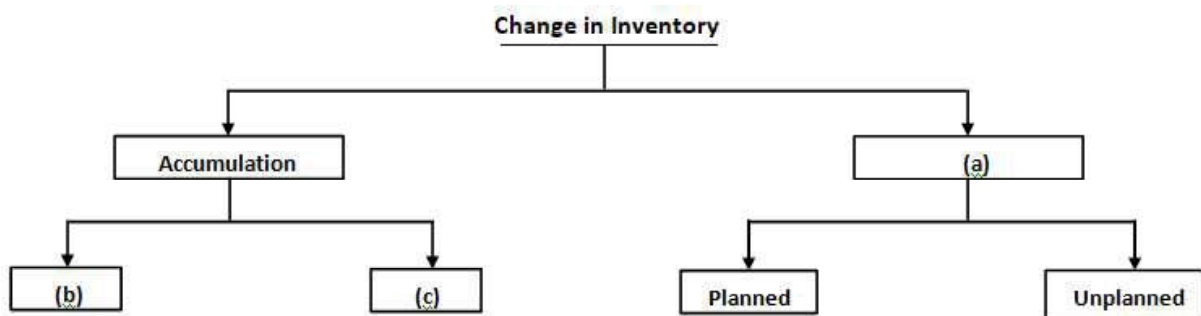 Change in Inventory
Accumulation
(a)
(b)
(c)
Planned
Unplanned